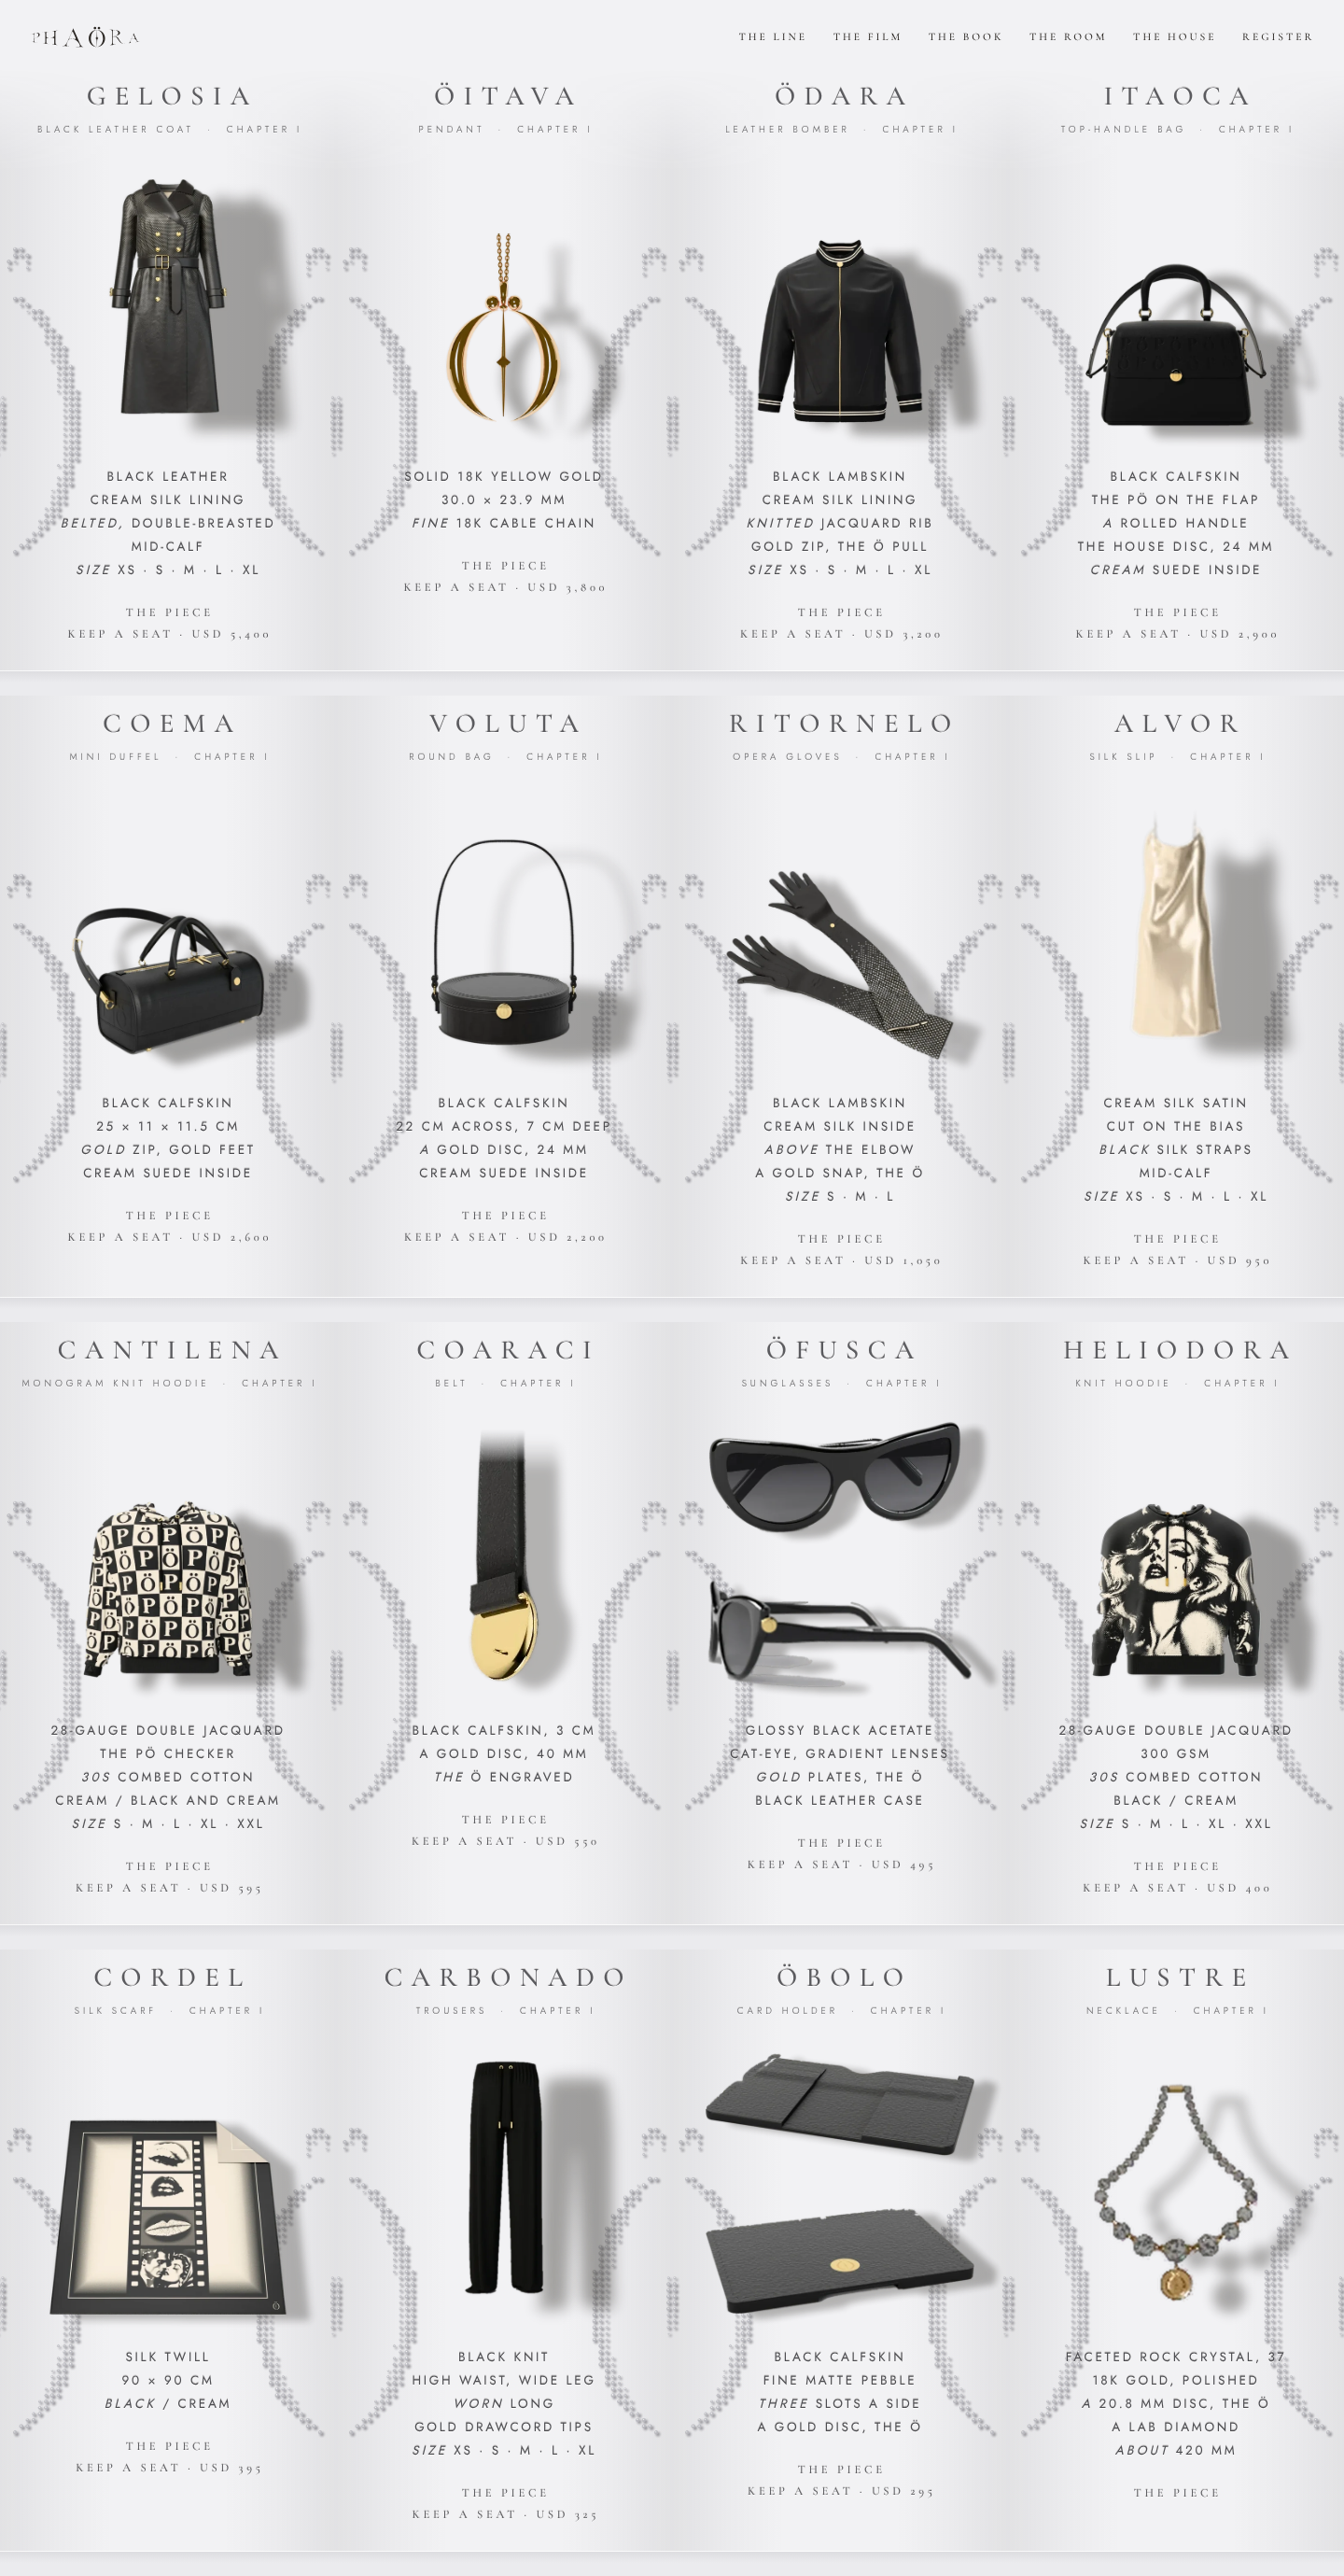 PHAÖRA
THE LINE THE FILM THE BOOK THE ROOM THE HOUSE REGISTER
GELOSIA
BLACK LEATHER COAT · CHAPTER I
BLACK LEATHER
CREAM SILK LINING
BELTED, DOUBLE-BREASTED
MID-CALF
SIZE XS · S · M · L · XL
THE PIECE
KEEP A SEAT · USD 5,400
ÖITAVA
PENDANT · CHAPTER I
SOLID 18K YELLOW GOLD
30.0 × 23.9 MM
FINE 18K CABLE CHAIN
THE PIECE
KEEP A SEAT · USD 3,800
ÖDARA
LEATHER BOMBER · CHAPTER I
BLACK LAMBSKIN
CREAM SILK LINING
KNITTED JACQUARD RIB
GOLD ZIP, THE Ö PULL
SIZE XS · S · M · L · XL
THE PIECE
KEEP A SEAT · USD 3,200
ITAOCA
TOP-HANDLE BAG · CHAPTER I
BLACK CALFSKIN
THE PÖ ON THE FLAP
A ROLLED HANDLE
THE HOUSE DISC, 24 MM
CREAM SUEDE INSIDE
THE PIECE
KEEP A SEAT · USD 2,900
COEMA
MINI DUFFEL · CHAPTER I
BLACK CALFSKIN
25 × 11 × 11.5 CM
GOLD ZIP, GOLD FEET
CREAM SUEDE INSIDE
THE PIECE
KEEP A SEAT · USD 2,600
VOLUTA
ROUND BAG · CHAPTER I
BLACK CALFSKIN
22 CM ACROSS, 7 CM DEEP
A GOLD DISC, 24 MM
CREAM SUEDE INSIDE
THE PIECE
KEEP A SEAT · USD 2,200
RITORNELO
OPERA GLOVES · CHAPTER I
BLACK LAMBSKIN
CREAM SILK INSIDE
ABOVE THE ELBOW
A GOLD SNAP, THE Ö
SIZE S · M · L
THE PIECE
KEEP A SEAT · USD 1,050
ALVOR
SILK SLIP · CHAPTER I
CREAM SILK SATIN
CUT ON THE BIAS
BLACK SILK STRAPS
MID-CALF
SIZE XS · S · M · L · XL
THE PIECE
KEEP A SEAT · USD 950
CANTILENA
MONOGRAM KNIT HOODIE · CHAPTER I
28-GAUGE DOUBLE JACQUARD
THE PÖ CHECKER
30S COMBED COTTON
CREAM / BLACK AND CREAM
SIZE S · M · L · XL · XXL
THE PIECE
KEEP A SEAT · USD 595
COARACI
BELT · CHAPTER I
BLACK CALFSKIN, 3 CM
A GOLD DISC, 40 MM
THE Ö ENGRAVED
THE PIECE
KEEP A SEAT · USD 550
ÖFUSCA
SUNGLASSES · CHAPTER I
GLOSSY BLACK ACETATE
CAT-EYE, GRADIENT LENSES
GOLD PLATES, THE Ö
BLACK LEATHER CASE
THE PIECE
KEEP A SEAT · USD 495
HELIODORA
KNIT HOODIE · CHAPTER I
28-GAUGE DOUBLE JACQUARD
300 GSM
30S COMBED COTTON
BLACK / CREAM
SIZE S · M · L · XL · XXL
THE PIECE
KEEP A SEAT · USD 400
CORDEL
SILK SCARF · CHAPTER I
SILK TWILL
90 × 90 CM
BLACK / CREAM
THE PIECE
KEEP A SEAT · USD 395
CARBONADO
TROUSERS · CHAPTER I
BLACK KNIT
HIGH WAIST, WIDE LEG
WORN LONG
GOLD DRAWCORD TIPS
SIZE XS · S · M · L · XL
THE PIECE
KEEP A SEAT · USD 325
ÖBOLO
CARD HOLDER · CHAPTER I
BLACK CALFSKIN
FINE MATTE PEBBLE
THREE SLOTS A SIDE
A GOLD DISC, THE Ö
THE PIECE
KEEP A SEAT · USD 295
LUSTRE
NECKLACE · CHAPTER I
FACETED ROCK CRYSTAL, 37
18K GOLD, POLISHED
A 20.8 MM DISC, THE Ö
A LAB DIAMOND
ABOUT 420 MM
THE PIECE